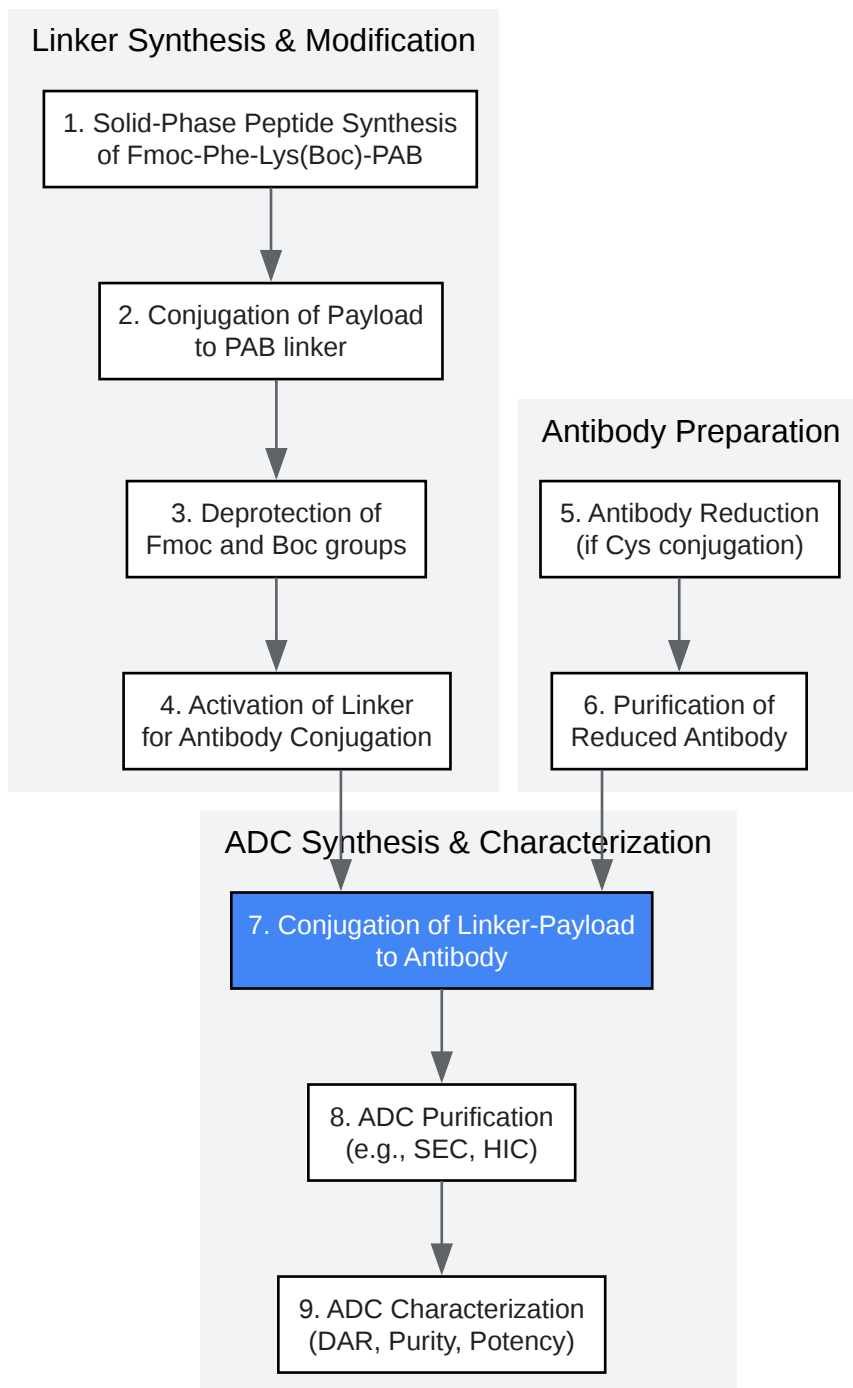 Linker Synthesis & Modification
1. Solid-Phase Peptide Synthesis
of Fmoc-Phe-Lys(Boc)-PAB
2. Conjugation of Payload
to PAB linker
3. Deprotection of
Fmoc and Boc groups
4. Activation of Linker
for Antibody Conjugation
Antibody Preparation
5. Antibody Reduction
(if Cys conjugation)
6. Purification of
Reduced Antibody
ADC Synthesis & Characterization
7. Conjugation of Linker-Payload
to Antibody
8. ADC Purification
(e.g., SEC, HIC)
9. ADC Characterization
(DAR, Purity, Potency)